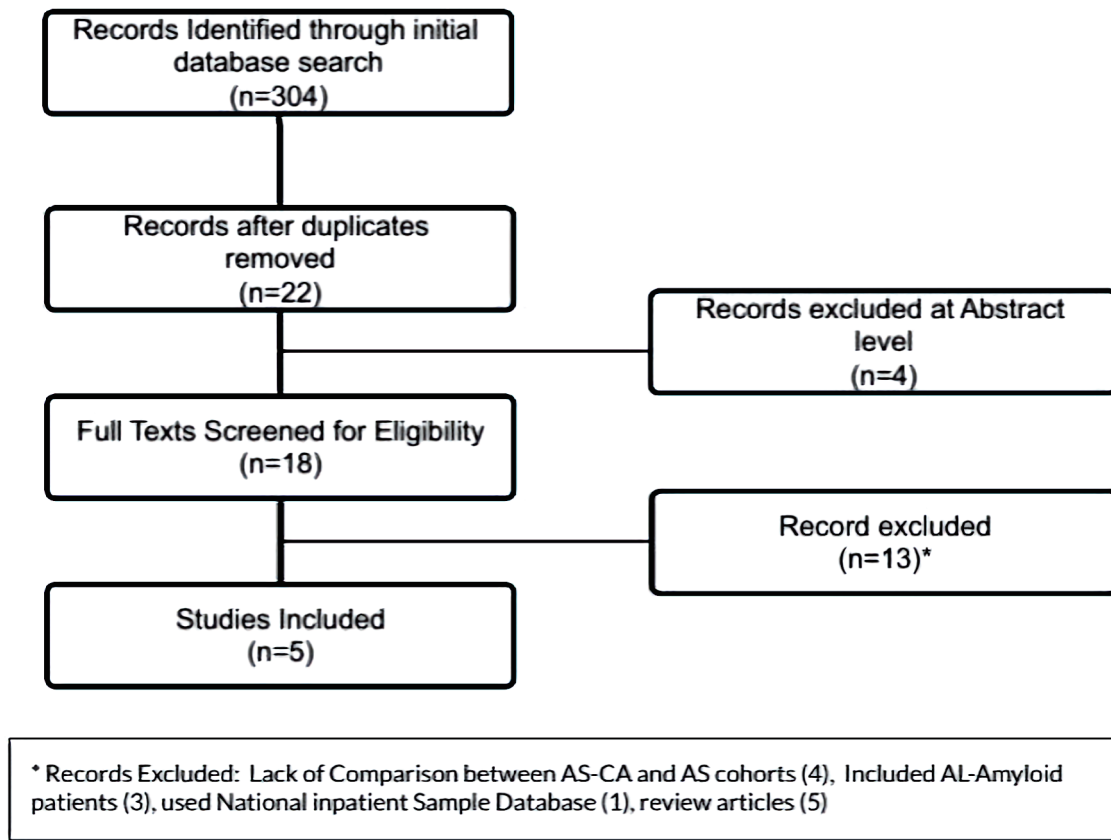 Records Identified through initial
database search
(n=304)
Records after duplicates
removed
(n=22)
Records excluded at Abstract
level
(n=4)
Full Texts Screened for Eligibility
(n=18)
Record excluded
(n=13)*
Studies Included
(n=5)
* Records Excluded: Lack of Comparison between AS-CA and AS cohorts (4), Included AL-Amyloid
patients (3), used National inpatient Sample Database (1), review articles (5)